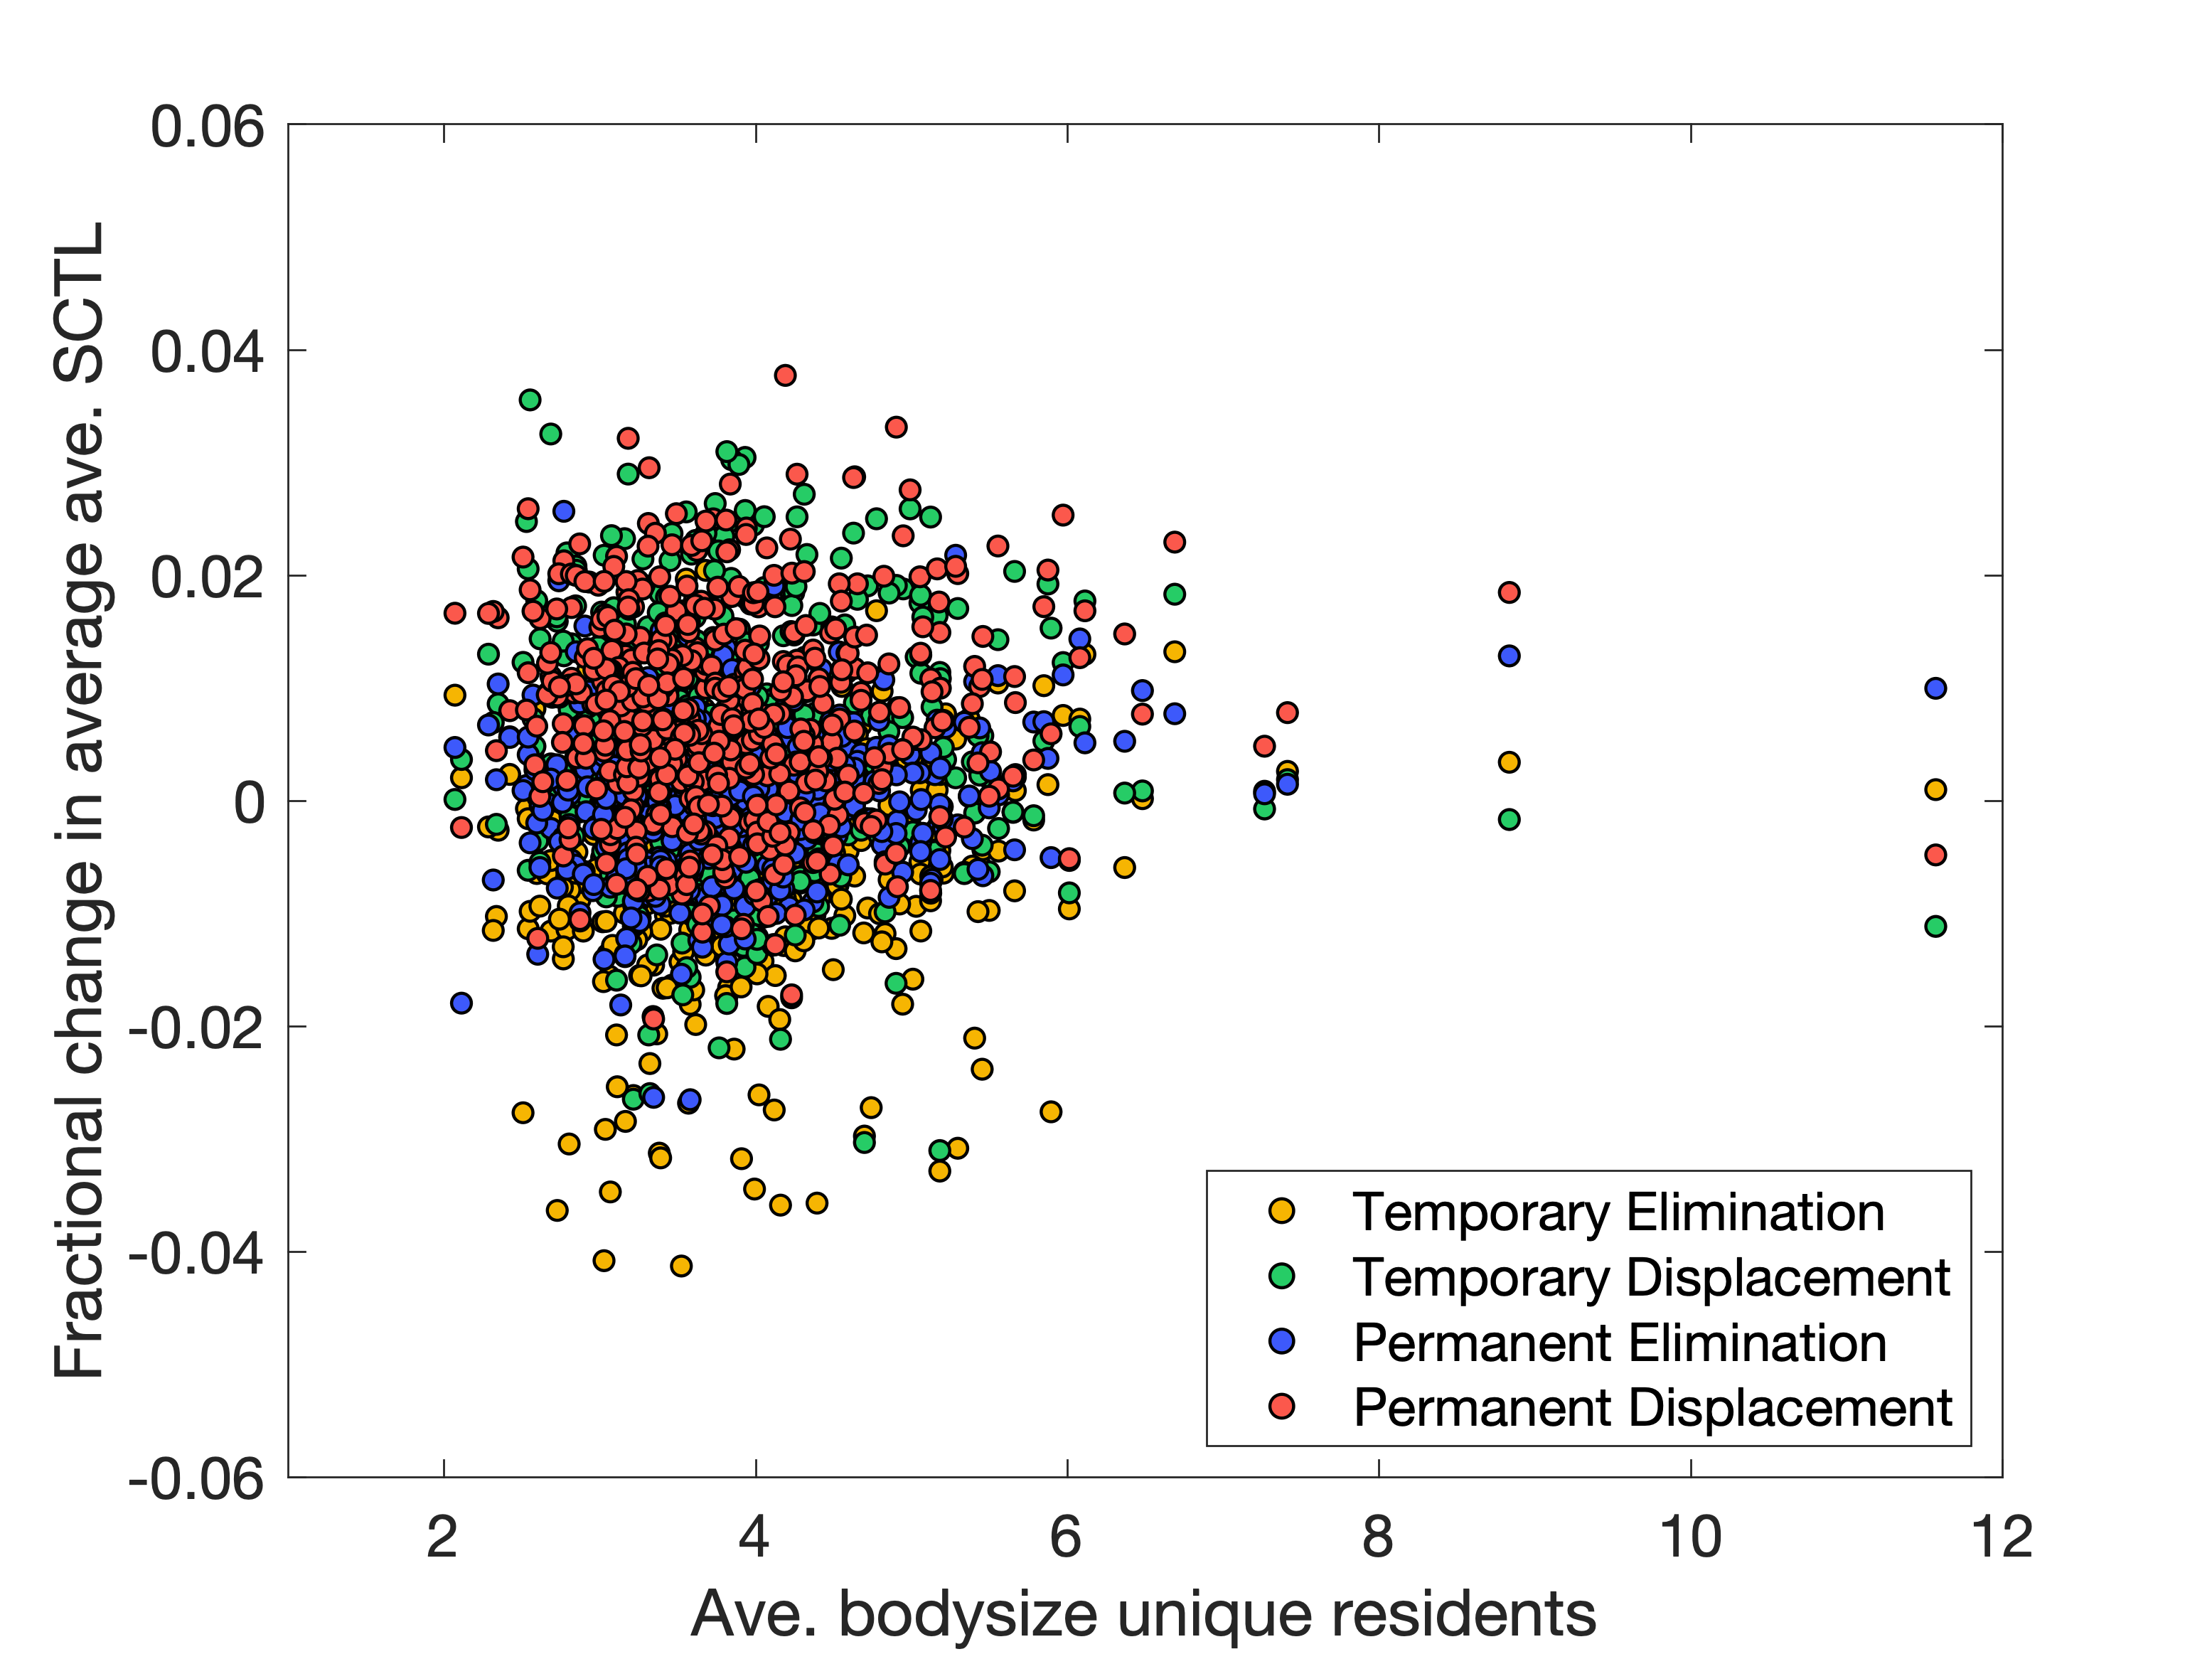 Fractional change in average ave. SCTL
0.06
0.04
0.02
0
-0.02
-0.04
-0.06
2
4
6
8
10
12
Ave. bodysize unique residents
Temporary Elimination
Temporary Displacement
Permanent Elimination
Permanent Displacement